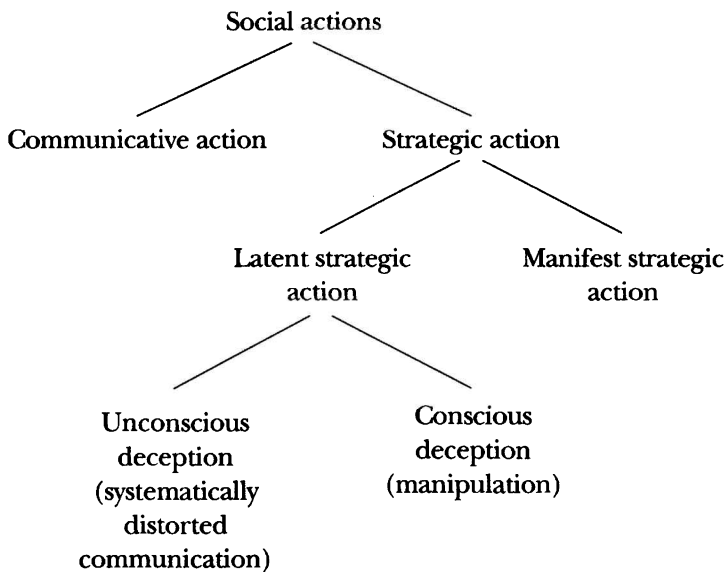 Social actions
Communicative action
Strategic action
Latent strategic
action
Manifest strategic
action
Unconscious
deception
(systematically
distorted
communication)
Conscious
deception
(manipulation)